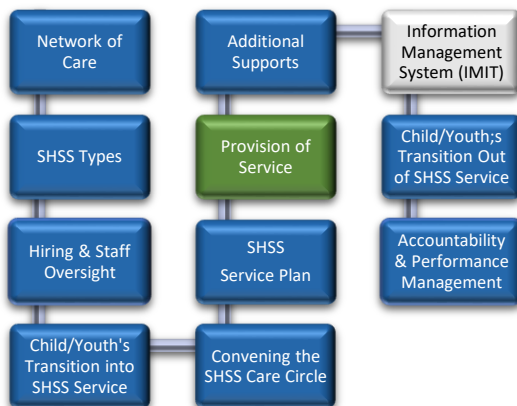 Network of
Care
SHSS Types
Hiring & Staff
Oversight
Child/Youth's
Transition into
SHSS Service
Convening the
SHSS Care Circle
SHSS
Service Plan
Provision of
Service
Additional
Supports
Information
Management
System (IMIT)
Child/Youth;s
Transition Out
of SHSS Service
Accountability
& Performance
Management